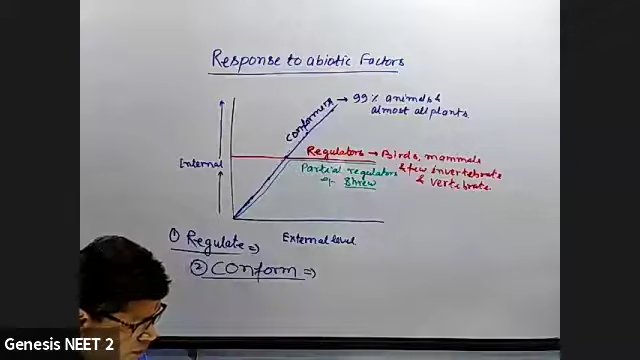 Response to abiotic Factors
Conformers → 99% animals &
almost all plants
Regulators → Birds, mammals
& few invertebrate
& vertebrate.
Partial regulators
Shrew
Internal
External level
① Regulate ⇒
② Conform ⇒
Genesis NEET 2